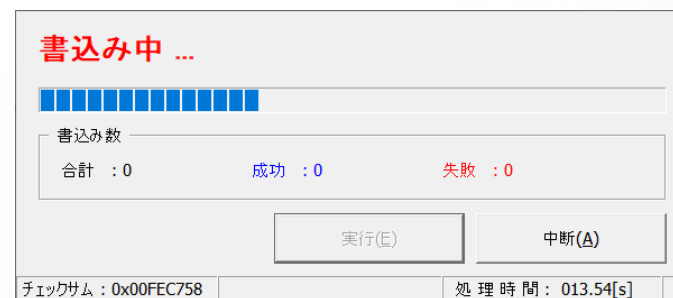 書込み中 ...
書込み数
合計 :0 成功 :0 失敗 :0
実行(E) 中断(A)
チェックサム:0x00FEC758 処 理 時 間 : 013.54[s]